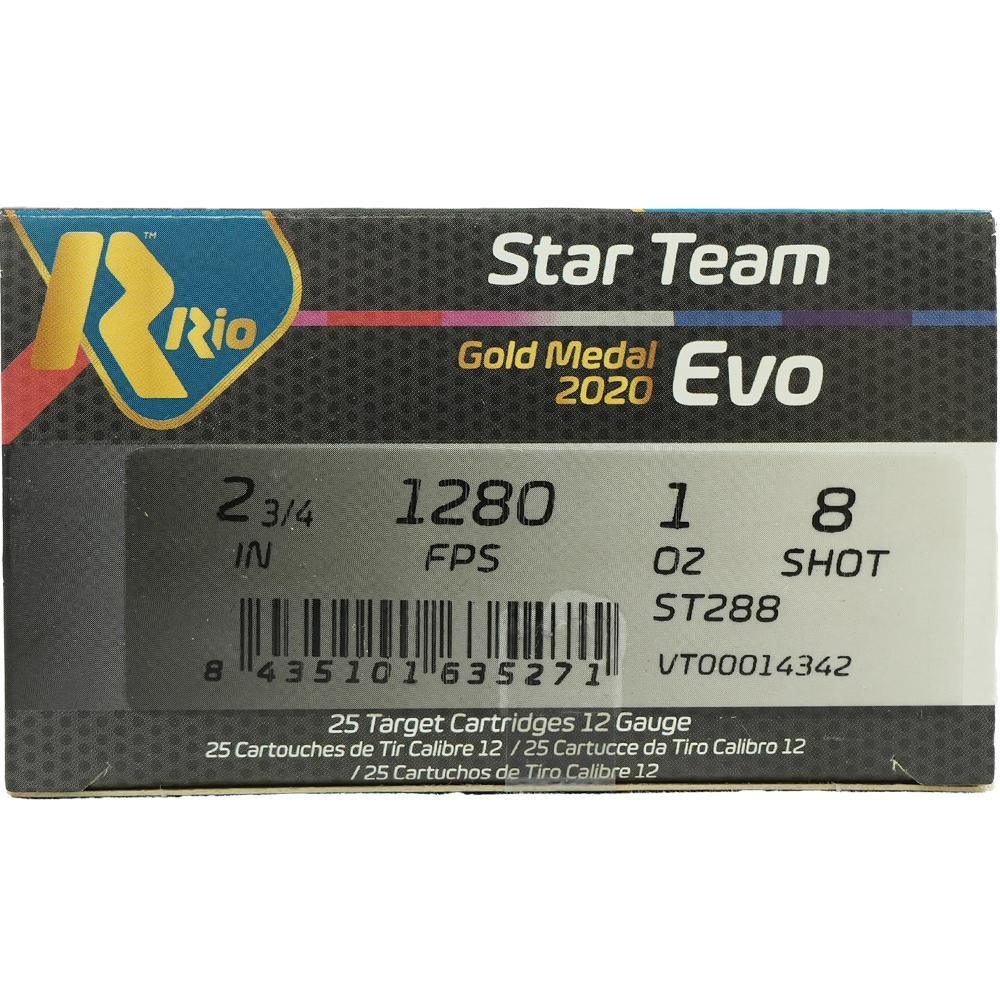 Rio™
Star Team
Gold Medal
2020 Evo
2 3/4 1280 1 8
IN FPS OZ SHOT
ST288
8 435101 635271
VT00014342
25 Target Cartridges 12 Gauge
25 Cartouches de Tir Calibre 12 / 25 Cartucce da Tiro Calibro 12
/ 25 Cartuchos de Tiro Calibre 12